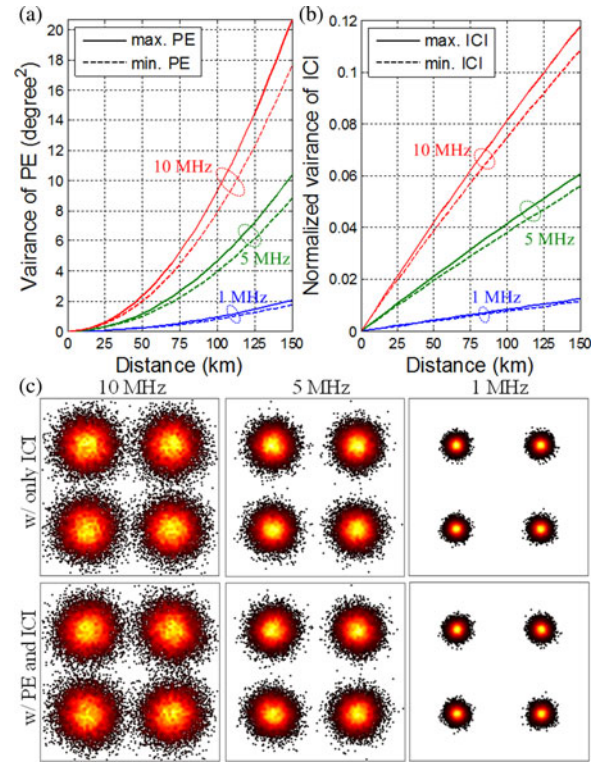 (a)
Vairance of PE (degree²)
20
18
16
14
12
10
8
6
4
2
0
max. PE
min. PE
10 MHz
5 MHz
1 MHz
0 25 50 75 100 125 150
Distance (km)
(b)
Normalized vairance of ICI
0.12
0.1
0.08
0.06
0.04
0.02
0
max. ICI
min. ICI
10 MHz
5 MHz
1 MHz
0 25 50 75 100 125 150
Distance (km)
(c)
10 MHz
5 MHz
1 MHz
w/ only ICI
w/ PE and ICI